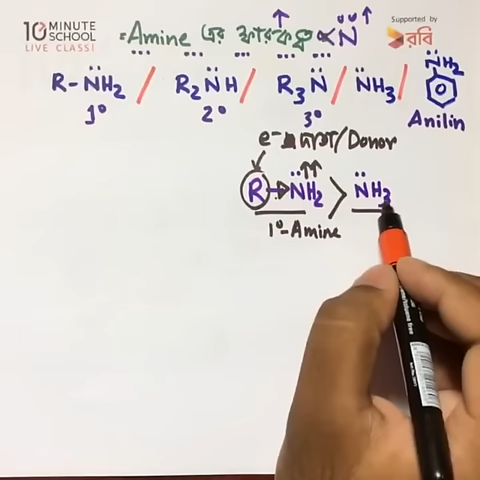 10 MINUTE SCHOOL
LIVE CLASS!
Supported by
রবি
Amine এর ক্ষারকত্ব ∝ N̈ ↑
R-N̈H₂ / R₂N̈H / R₃N̈ / N̈H₃ / N̈H₂
1° 2° 3° Anilin
e⁻ দাতা/Donor
R→N̈H₂ > N̈H₃
1°-Amine